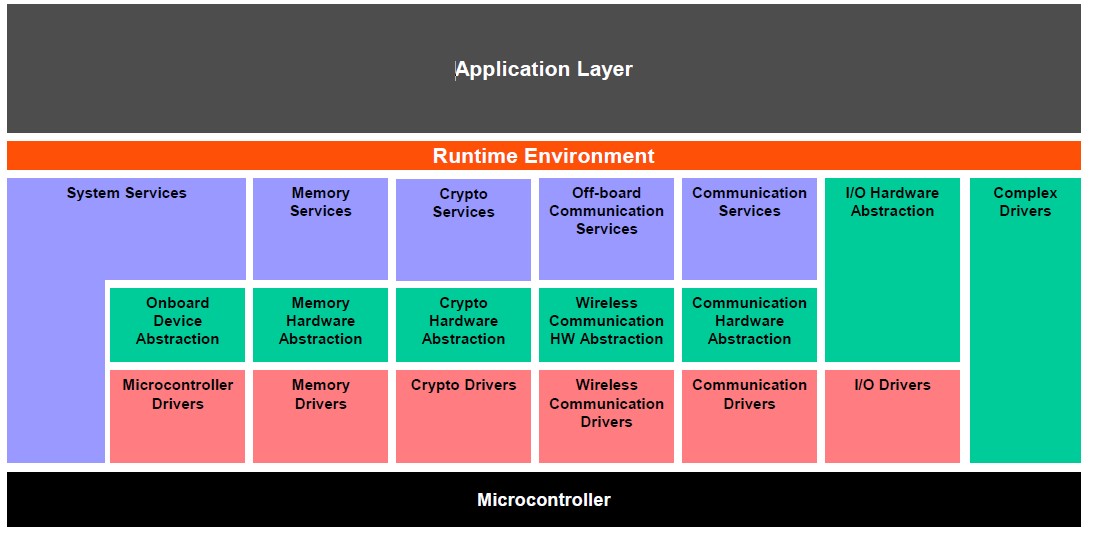 Application Layer
Runtime Environment
System Services
Memory
Services
Crypto
Services
Off-board
Communication
Services
Communication
Services
I/O Hardware
Abstraction
Complex
Drivers
Onboard
Device
Abstraction
Memory
Hardware
Abstraction
Crypto
Hardware
Abstraction
Wireless
Communication
HW Abstraction
Communication
Hardware
Abstraction
Microcontroller
Drivers
Memory
Drivers
Crypto Drivers
Wireless
Communication
Drivers
Communication
Drivers
I/O Drivers
Microcontroller